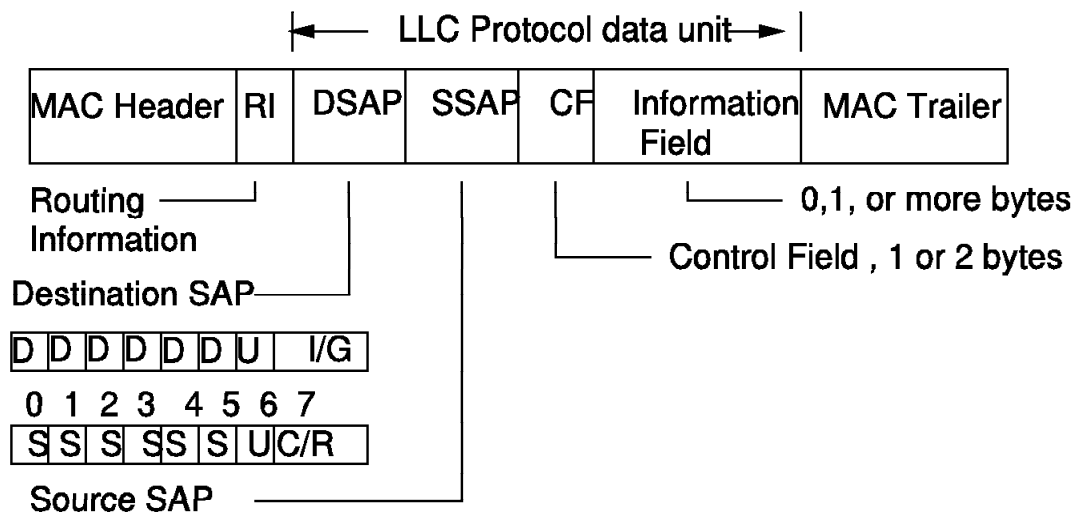 LLC Protocol data unit
MAC Header RI DSAP SSAP CF Information MAC Trailer
Field
Routing 0,1, or more bytes
Information
Control Field , 1 or 2 bytes
Destination SAP
D D D D D D U I/G
0 1 2 3 4 5 6 7
S S S S S S U C/R
Source SAP